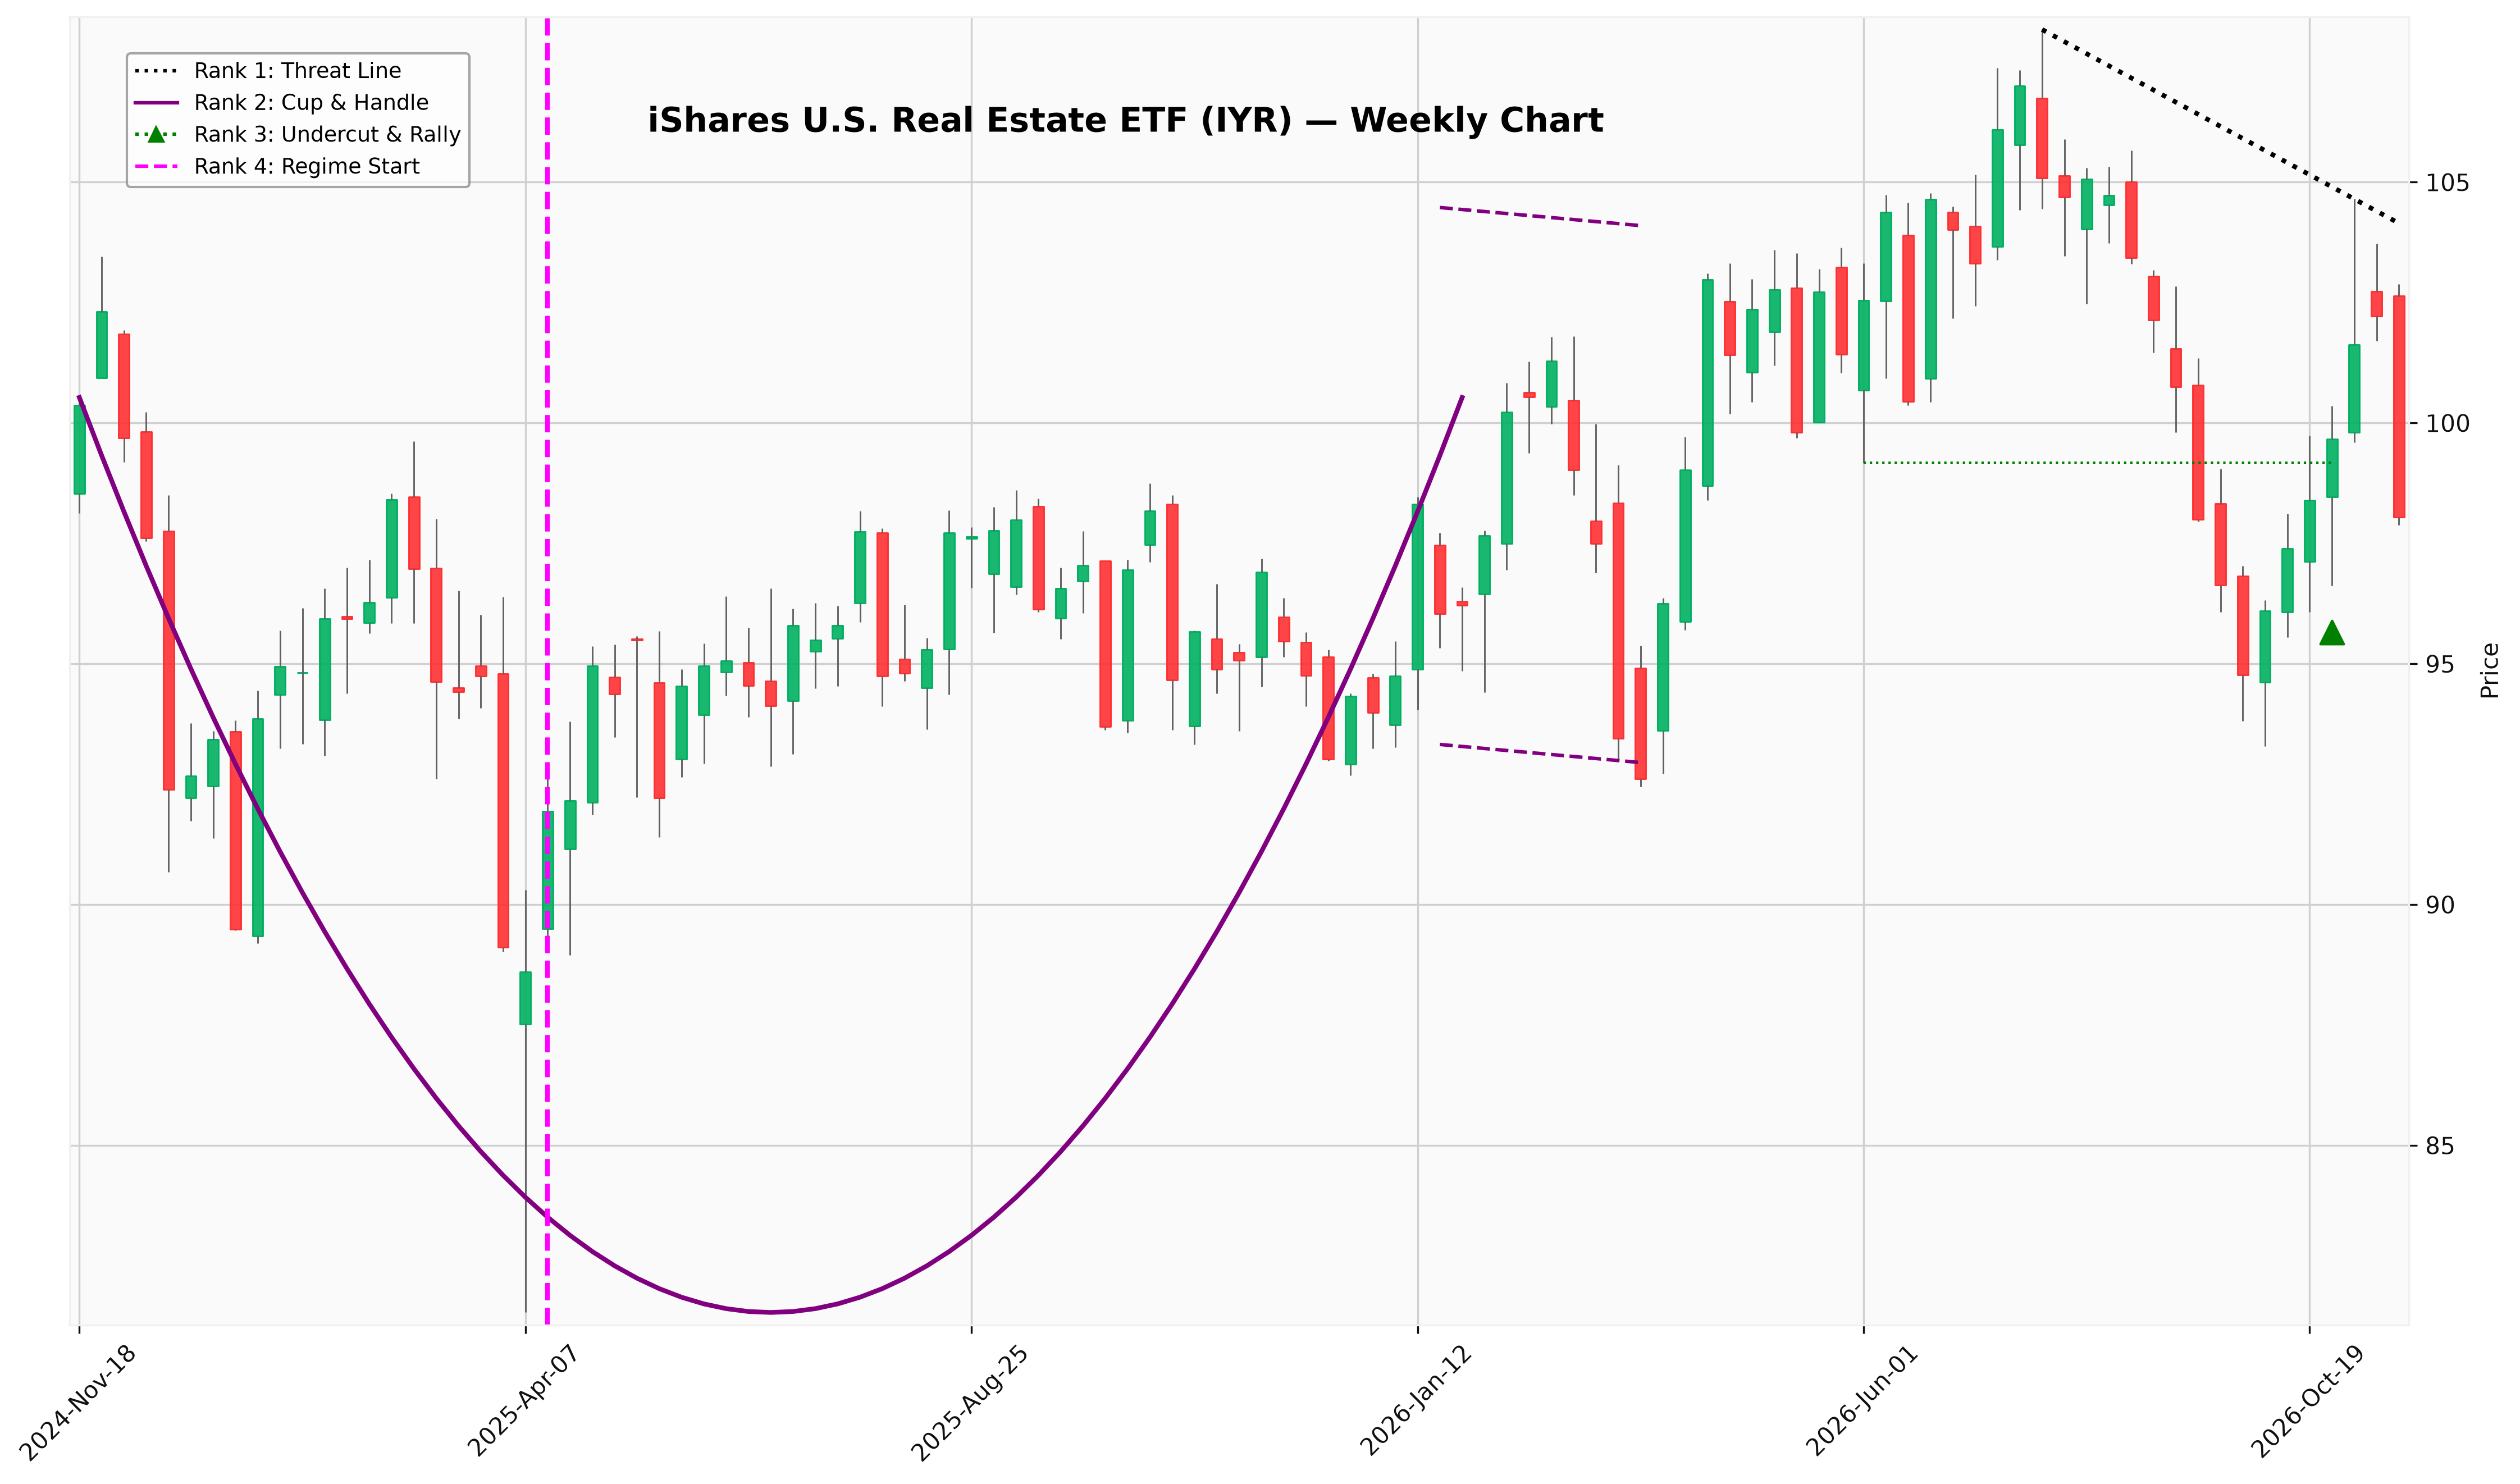 Rank 1: Threat Line
Rank 2: Cup & Handle
Rank 3: Undercut & Rally
Rank 4: Regime Start
iShares U.S. Real Estate ETF (IYR) — Weekly Chart
105
100
95
90
85
Price
2024-Nov-18
2025-Apr-07
2025-Aug-25
2026-Jan-12
2026-Jun-01
2026-Oct-19